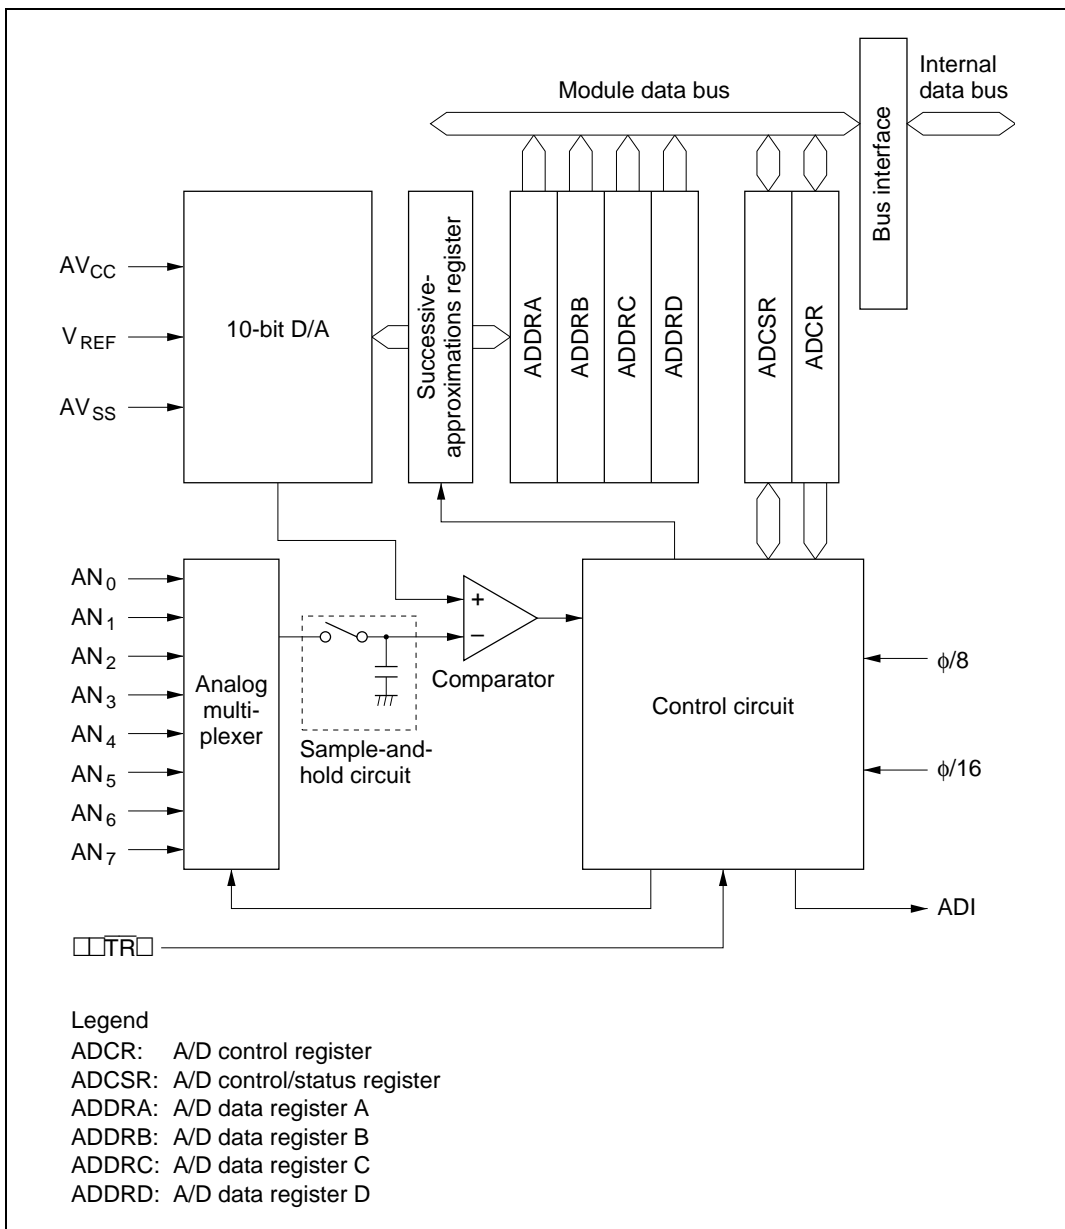 Module data bus
Internal
data bus
Bus interface
AVCC
VREF
AVSS
10-bit D/A
Successive-
approximations register
ADDRA
ADDRB
ADDRC
ADDRD
ADCSR
ADCR
AN0
AN1
AN2
AN3
AN4
AN5
AN6
AN7
Analog
multi-
plexer
Sample-and-
hold circuit
+
−
Comparator
Control circuit
ϕ/8
ϕ/16
ADI
□□TR□
Legend
ADCR: A/D control register
ADCSR: A/D control/status register
ADDRA: A/D data register A
ADDRB: A/D data register B
ADDRC: A/D data register C
ADDRD: A/D data register D